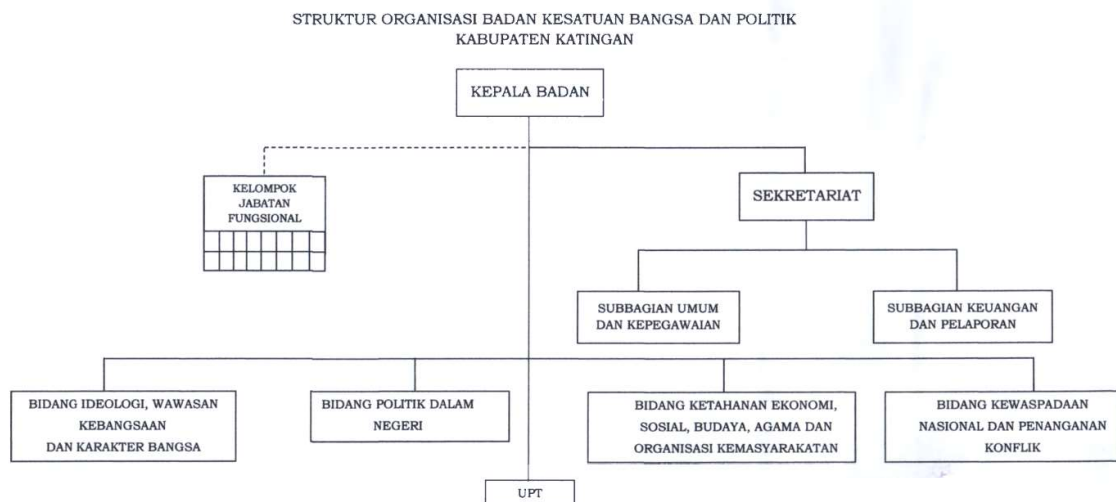 STRUKTUR ORGANISASI BADAN KESATUAN BANGSA DAN POLITIK
KABUPATEN KATINGAN
KEPALA BADAN
KELOMPOK
JABATAN
FUNGSIONAL
SEKRETARIAT
SUBBAGIAN UMUM
DAN KEPEGAWAIAN
SUBBAGIAN KEUANGAN
DAN PELAPORAN
BIDANG IDEOLOGI, WAWASAN
KEBANGSAAN
DAN KARAKTER BANGSA
BIDANG POLITIK DALAM
NEGERI
BIDANG KETAHANAN EKONOMI,
SOSIAL, BUDAYA, AGAMA DAN
ORGANISASI KEMASYARAKATAN
BIDANG KEWASPADAAN
NASIONAL DAN PENANGANAN
KONFLIK
UPT